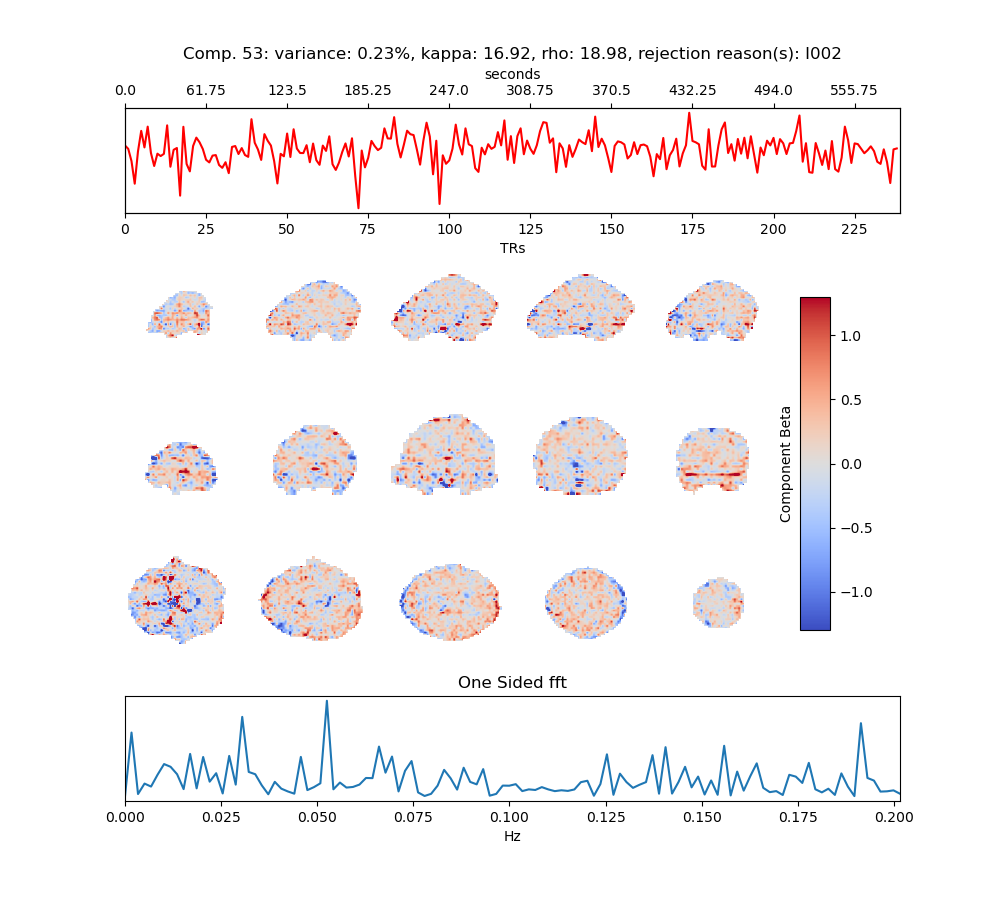 Comp. 53: variance: 0.23%, kappa: 16.92, rho: 18.98, rejection reason(s): I002
seconds
0.0 61.75 123.5 185.25 247.0 308.75 370.5 432.25 494.0 555.75
0 25 50 75 100 125 150 175 200 225
TRs
1.0
0.5
0.0
−0.5
−1.0
Component Beta
One Sided fft
0.000 0.025 0.050 0.075 0.100 0.125 0.150 0.175 0.200
Hz